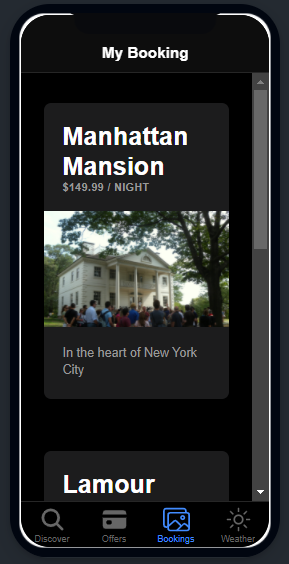 My Booking
Manhattan
Mansion
$149.99 / NIGHT
In the heart of New York
City
Lamour
Discover
Offers
Bookings
Weather